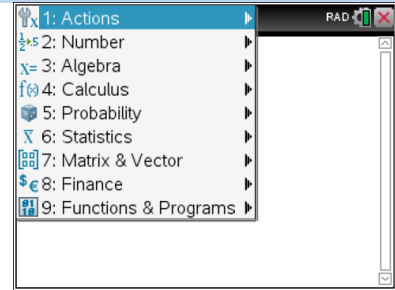 1: Actions
RAD
2: Number
3: Algebra
4: Calculus
5: Probability
6: Statistics
7: Matrix & Vector
8: Finance
9: Functions & Programs